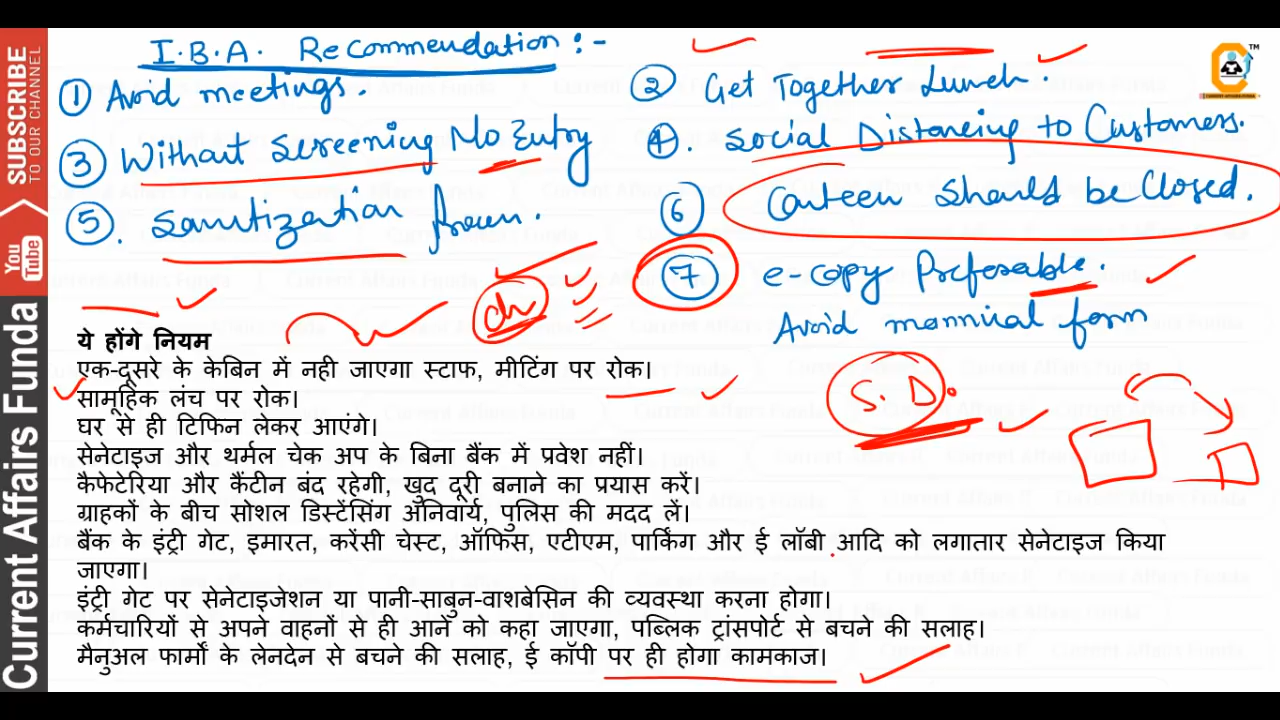 I.B.A. Recommendation :-
① Avoid meetings.
② Get Together Lunch.
③ Without Screening No Entry
④. Social Distancing to Customers.
⑤. Sanitization
⑥ Canteen Should be Closed.
⑦ e-copy Preferable.
Avoid mannual form
S.D.
ये होंगे नियम
एक-दूसरे के केबिन में नही जाएगा स्टाफ, मीटिंग पर रोक।
सामूहिक लंच पर रोक।
घर से ही टिफिन लेकर आएंगे।
सेनेटाइज और थर्मल चेक अप के बिना बैंक में प्रवेश नहीं।
कैफेटेरिया और कैंटीन बंद रहेगी, खुद दूरी बनाने का प्रयास करें।
ग्राहकों के बीच सोशल डिस्टेंसिंग अनिवार्य, पुलिस की मदद लें।
बैंक के इंट्री गेट, इमारत, करेंसी चेस्ट, ऑफिस, एटीएम, पार्किंग और ई लॉबी आदि को लगातार सेनेटाइज किया
जाएगा।
इंट्री गेट पर सेनेटाइजेशन या पानी-साबुन-वाशबेसिन की व्यवस्था करना होगा।
कर्मचारियों से अपने वाहनों से ही आने को कहा जाएगा, पब्लिक ट्रांसपोर्ट से बचने की सलाह।
मैनुअल फार्मों के लेनदेन से बचने की सलाह, ई कॉपी पर ही होगा कामकाज।
SUBSCRIBE
TO OUR CHANNEL
You Tube
Current Affairs Funda
CURRENT AFFAIRS FUNDA
TM